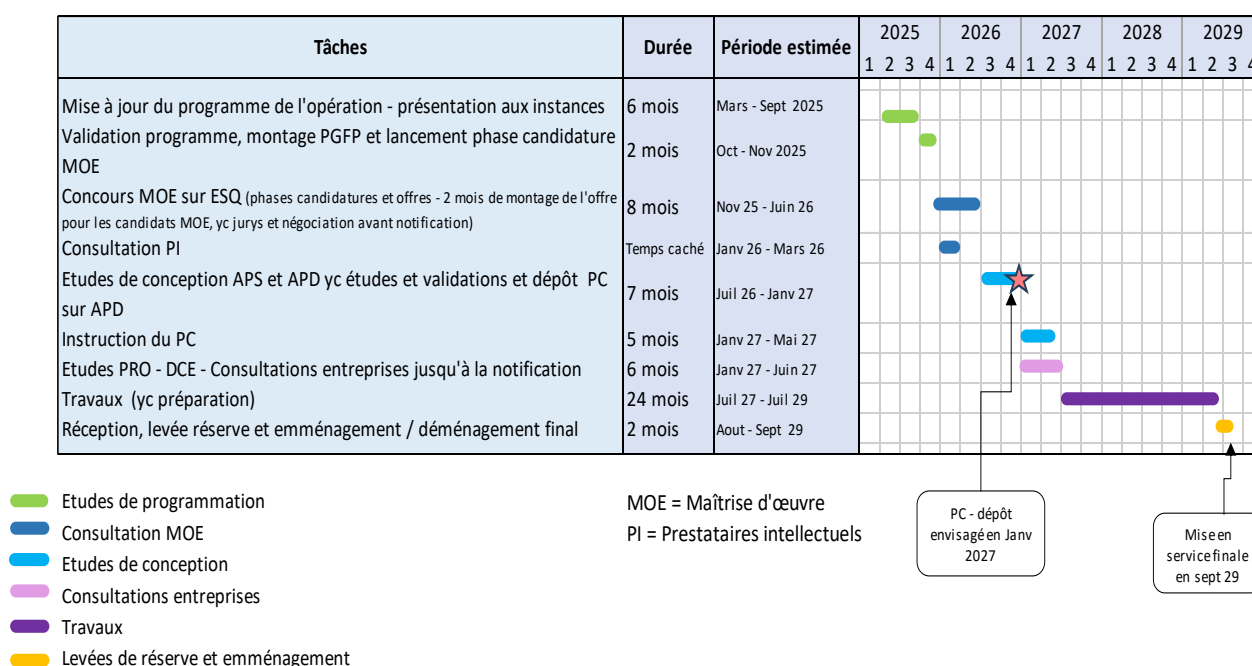 Tâches Durée Période estimée 2025 2026 2027 2028 2029
1 2 3 4 1 2 3 4 1 2 3 4 1 2 3 4 1 2 3 4
Mise à jour du programme de l'opération - présentation aux instances 6 mois Mars - Sept 2025
Validation programme, montage PGFP et lancement phase candidature
MOE 2 mois Oct - Nov 2025
Concours MOE sur ESQ (phases candidatures et offres - 2 mois de montage de l'offre
pour les candidats MOE, yc jurys et négociation avant notification) 8 mois Nov 25 - Juin 26
Consultation PI Temps caché Janv 26 - Mars 26
Etudes de conception APS et APD yc études et validations et dépôt PC
sur APD 7 mois Juil 26 - Janv 27
Instruction du PC 5 mois Janv 27 - Mai 27
Etudes PRO - DCE - Consultations entreprises jusqu'à la notification 6 mois Janv 27 - Juin 27
Travaux (yc préparation) 24 mois Juil 27 - Juil 29
Réception, levée réserve et emménagement / déménagement final 2 mois Aout - Sept 29
Etudes de programmation
Consultation MOE
Etudes de conception
Consultations entreprises
Travaux
Levées de réserve et emménagement
MOE = Maîtrise d'œuvre
PI = Prestataires intellectuels
PC - dépôt
envisagé en Janv
2027
Mise en
service finale
en sept 29